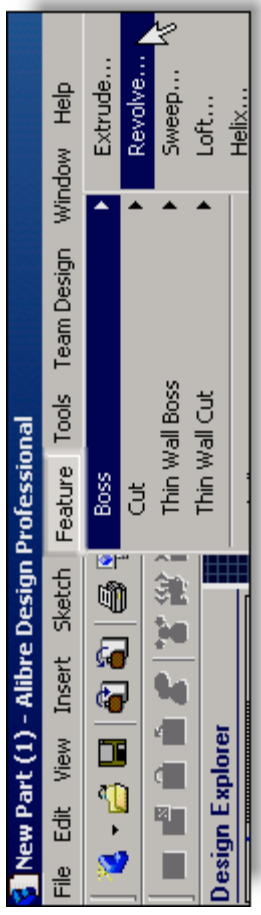 New Part (1) - Alibre Design Professional
File Edit View Insert Sketch Feature Tools Team Design Window Help
Boss
Cut
Thin Wall Boss
Thin Wall Cut
Extrude...
Revolve...
Sweep...
Loft...
Helix...
Design Explorer